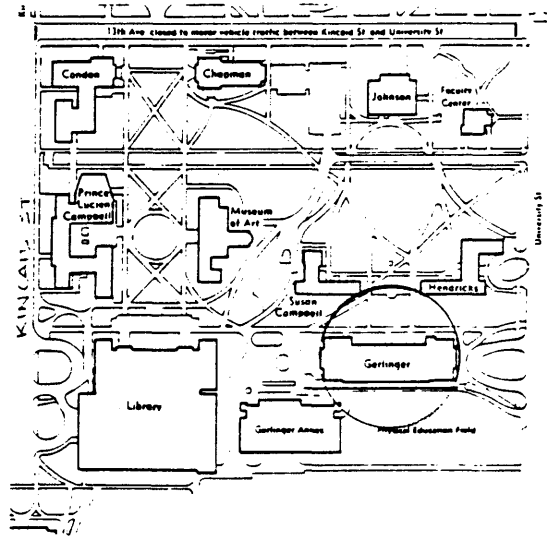 13th Ave closed to motor vehicle traffic between Kincaid St and University St
Condon
Chapman
Johnson
Faculty
Center
Prince
Lucien
Campbell
Museum
of Art
University St
KINCAID ST
Susan
Campbell
Hendricks
Gerlinger
Library
Gerlinger Annex
Physical Education Field